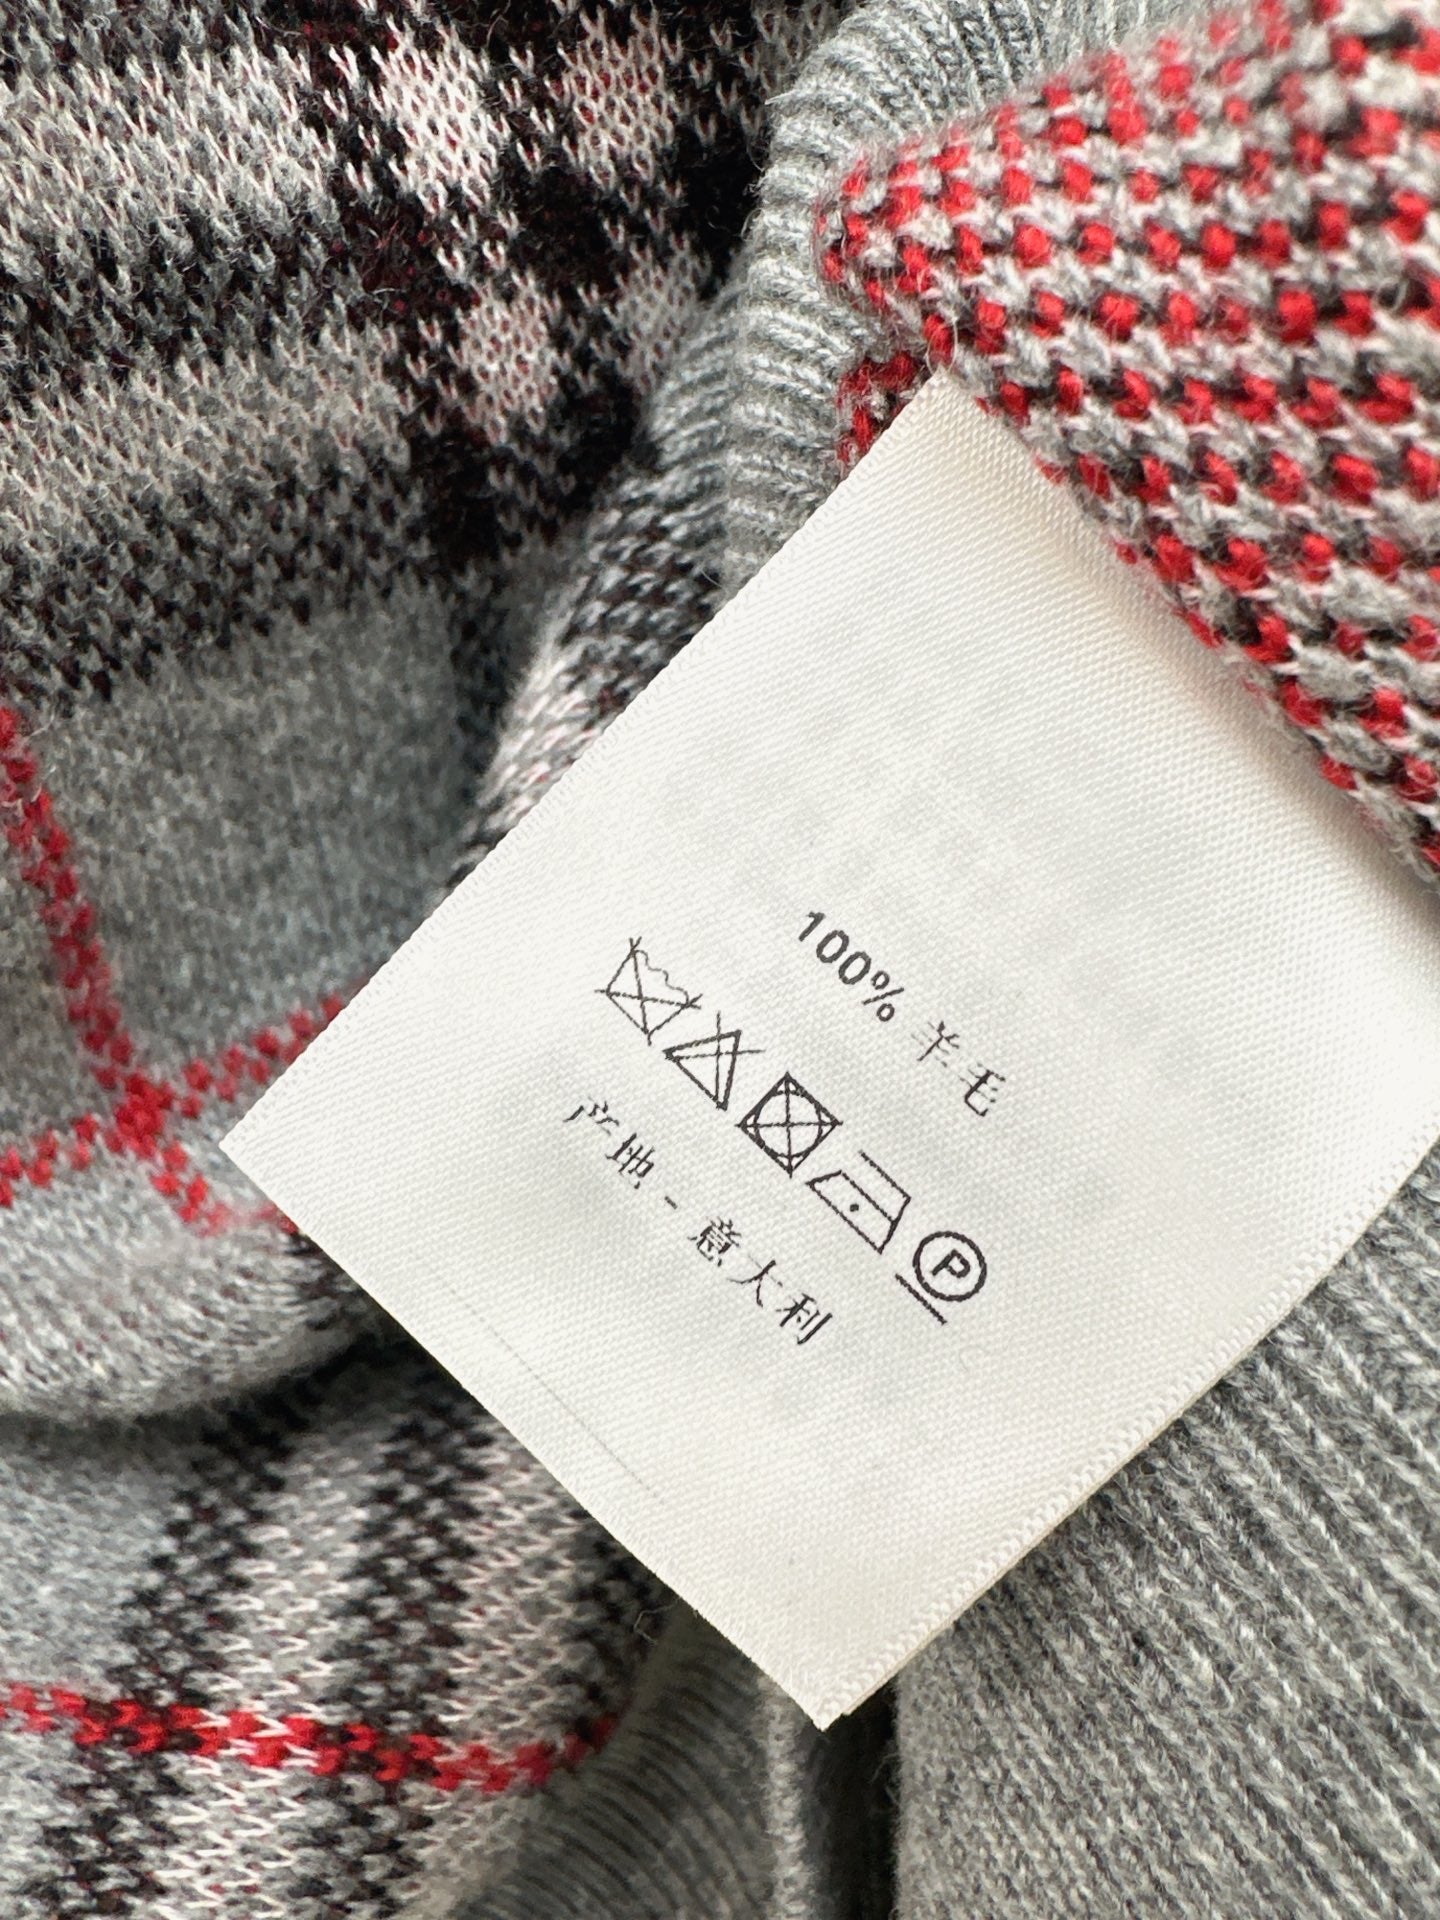 100% 羊毛
P
产地 - 意大利